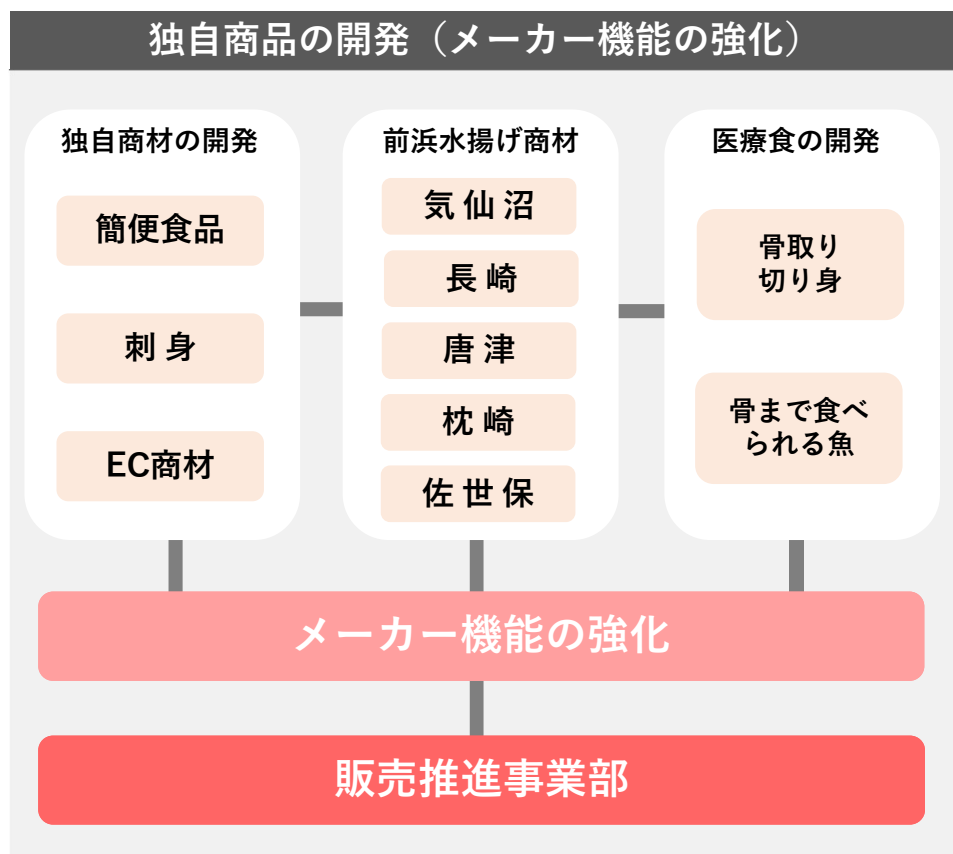 独自商品の開発（メーカー機能の強化）
独自商材の開発
簡便食品
刺 身
EC商材
前浜水揚げ商材
気 仙 沼
長 崎
唐 津
枕 崎
佐 世 保
医療食の開発
骨取り
切り身
骨まで食べ
られる魚
メーカー機能の強化
販売推進事業部